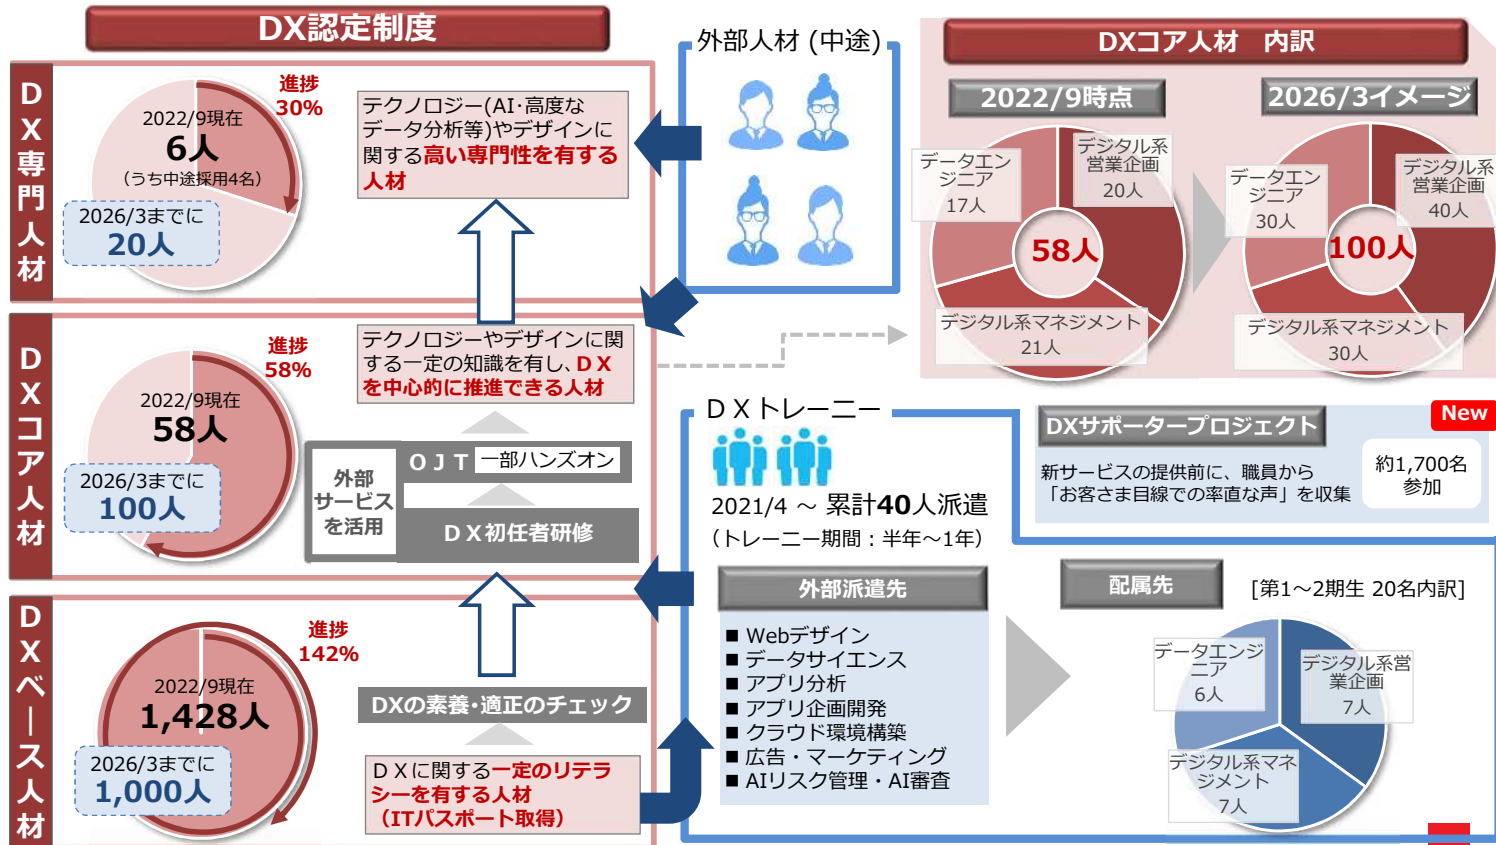 DX認定制度
DX専門人材
進捗
30%
2022/9現在
6人
（うち中途採用4名）
2026/3までに
20人
テクノロジー(AI･高度な
データ分析等)やデザインに
関する高い専門性を有する
人材
DXコア人材
進捗
58%
2022/9現在
58人
2026/3までに
100人
テクノロジーやデザインに関
する一定の知識を有し、ＤＸ
を中心的に推進できる人材
外部
サービス
を活用
ＯＪＴ 一部ハンズオン
ＤＸ初任者研修
DXベース人材
進捗
142%
2022/9現在
1,428人
2026/3までに
1,000人
DXの素養･適正のチェック
ＤＸに関する一定のリテラ
シーを有する人材
（ITパスポート取得）
外部人材 (中途)
DXコア人材　内訳
2022/9時点
データエン
ジニア
17人
デジタル系
営業企画
20人
58人
デジタル系マネジメント
21人
2026/3イメージ
データエン
ジニア
30人
デジタル系
営業企画
40人
100人
デジタル系マネジメント
30人
ＤＸトレーニー
2021/4 ～ 累計40人派遣
（トレーニー期間：半年～1年）
DXサポータープロジェクト
New
新サービスの提供前に、職員から
「お客さま目線での率直な声」を収集
約1,700名
参加
外部派遣先
■ Webデザイン
■ データサイエンス
■ アプリ分析
■ アプリ企画開発
■ クラウド環境構築
■ 広告・マーケティング
■ AIリスク管理・AI審査
配属先
[第1～2期生 20名内訳]
データエンジ
ニア
6人
デジタル系営
業企画
7人
デジタル系マネ
ジメント
7人